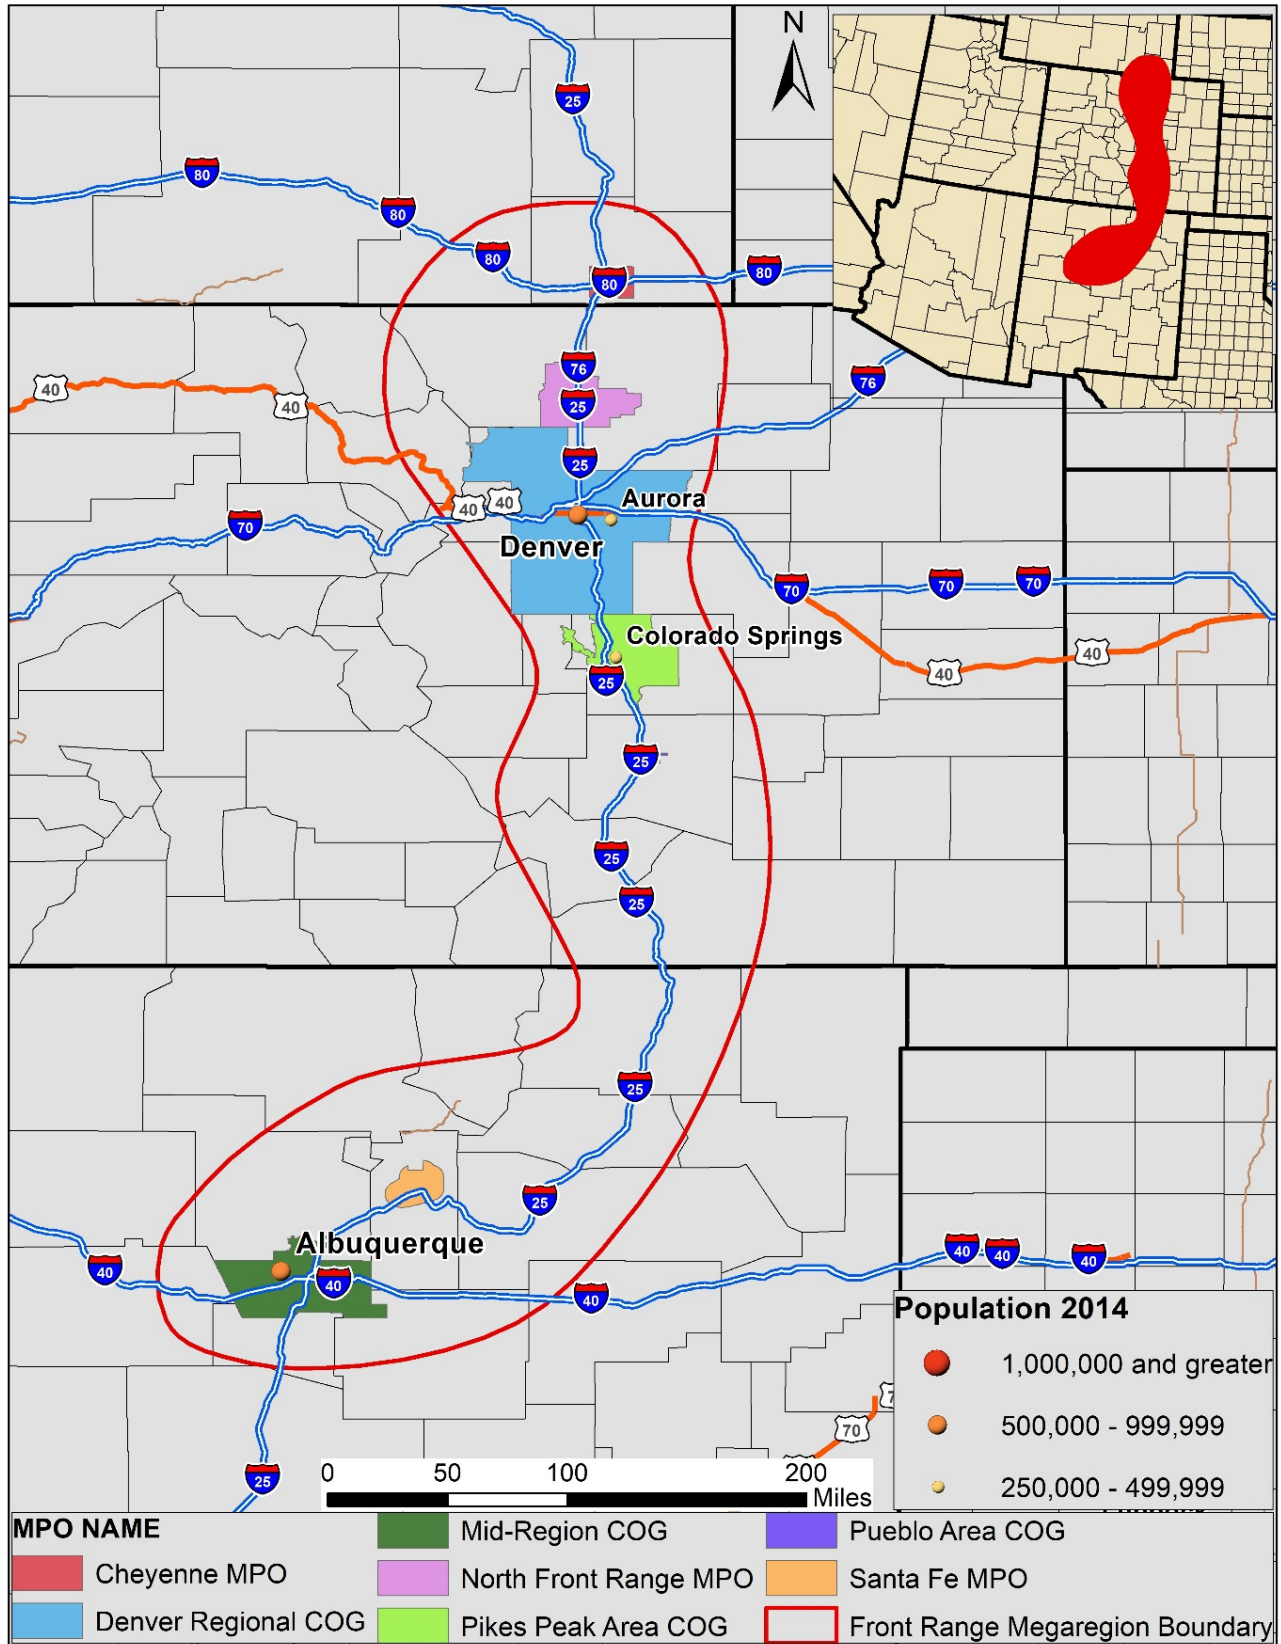 N
25
80
80
80
80
80
76
76
40
40
25
25
40
40
Aurora
70
Denver
70
70
70
Colorado Springs
40
40
25
25
25
25
25
25
Albuquerque
40
40
40
40
40
40
Population 2014
1,000,000 and greater
500,000 - 999,999
250,000 - 499,999
70
25
0 50 100 200
Miles
MPO NAME
Cheyenne MPO
Denver Regional COG
Mid-Region COG
North Front Range MPO
Pikes Peak Area COG
Pueblo Area COG
Santa Fe MPO
Front Range Megaregion Boundary